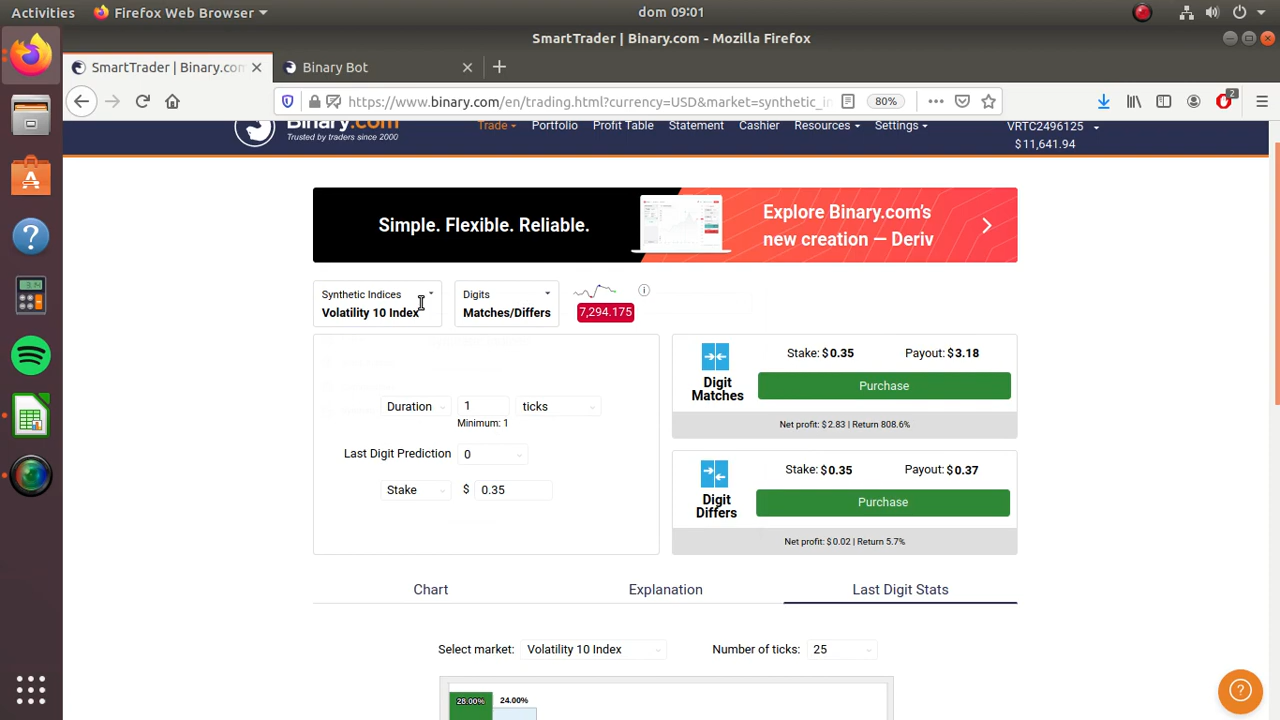 Activities
Firefox Web Browser
dom 09:01
SmartTrader | Binary.com - Mozilla Firefox
SmartTrader | Binary.com
Binary Bot
https://www.binary.com/en/trading.html?currency=USD&market=synthetic_in
80%
2
Binary.com
Trusted by traders since 2000
Trade
Portfolio
Profit Table
Statement
Cashier
Resources
Settings
VRTC2496125
$11,641.94
Simple. Flexible. Reliable.
Explore Binary.com's
new creation — Deriv
Synthetic Indices
Volatility 10 Index
Digits
Matches/Differs
7,294.175
Duration
1
ticks
Minimum: 1
Last Digit Prediction
0
Stake
$
0.35
Digit
Matches
Stake: $0.35
Payout: $3.18
Purchase
Net profit: $2.83 | Return 808.6%
Digit
Differs
Stake: $0.35
Payout: $0.37
Purchase
Net profit: $0.02 | Return 5.7%
Chart
Explanation
Last Digit Stats
Select market:
Volatility 10 Index
Number of ticks:
25
28.00%
24.00%